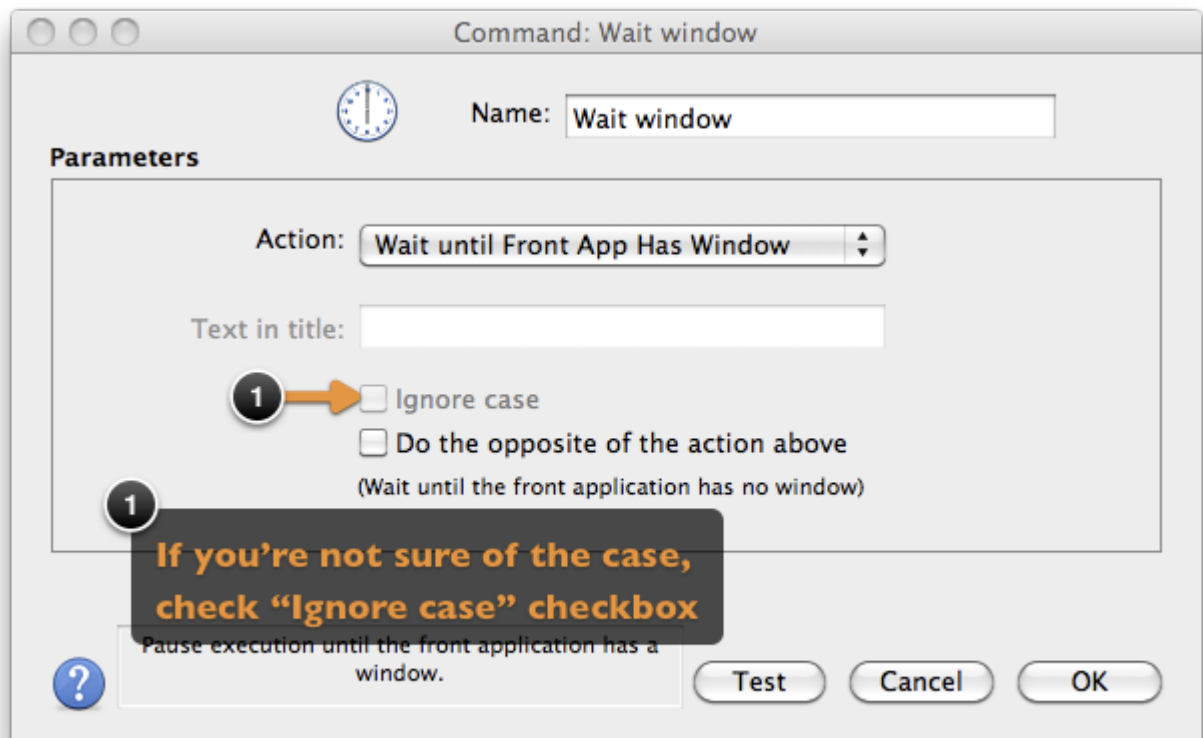 Command: Wait window
Name: Wait window
Parameters
Action: Wait until Front App Has Window
Text in title:
1 Ignore case
Do the opposite of the action above
(Wait until the front application has no window)
1
If you’re not sure of the case,
check “Ignore case” checkbox
Pause execution until the front application has a
window.
? Test Cancel OK